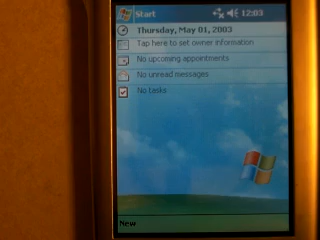 Start 12:03
Thursday, May 01, 2003
Tap here to set owner information
No upcoming appointments
No unread messages
No tasks
New